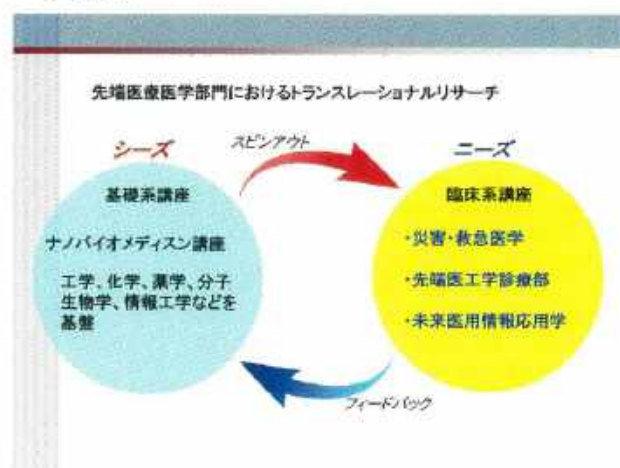 先端医療医学部門におけるトランスレーショナルリサーチ
シーズ
スピンアウト
ニーズ
基礎系講座
ナノバイオメディスン講座
工学、化学、薬学、分子
生物学、情報工学などを
基盤
臨床系講座
・災害・救急医学
・先端医工学診療部
・未来医用情報応用学
フィードバック